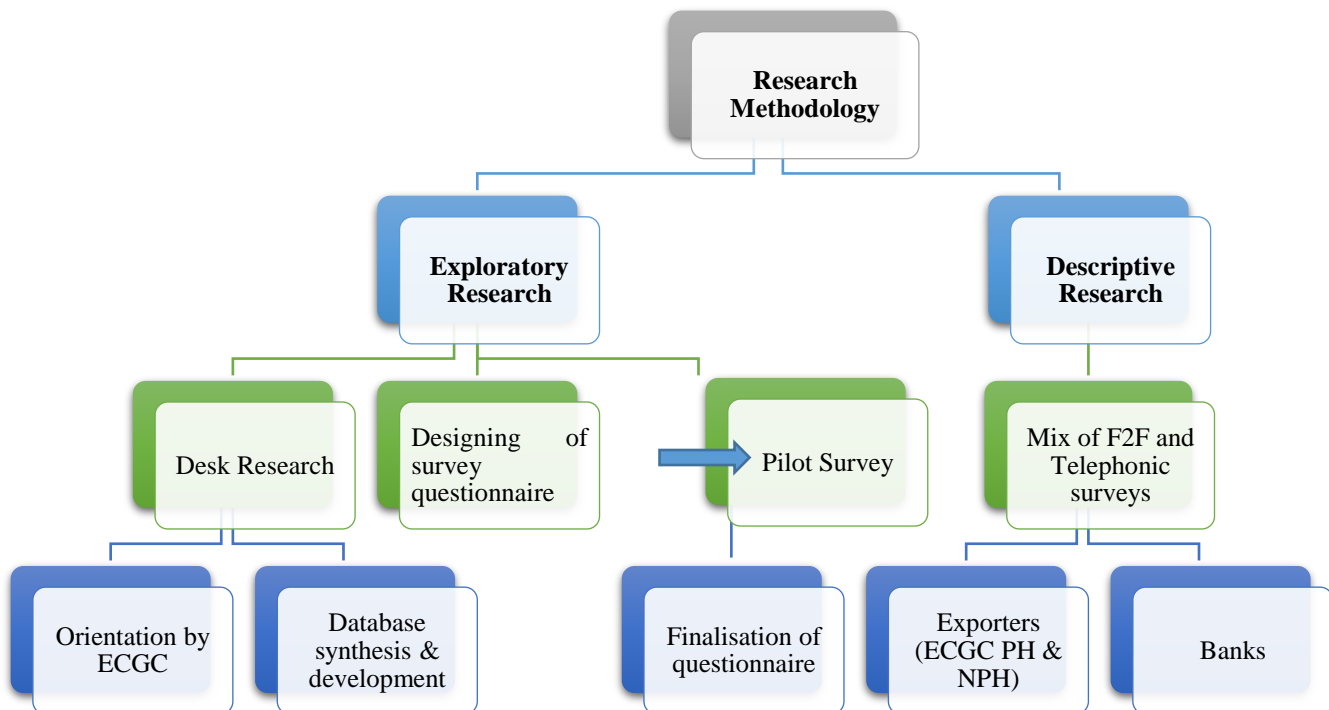 Research
Methodology
Exploratory
Research
Descriptive
Research
Desk Research
Designing of
survey
questionnaire
Pilot Survey
Mix of F2F and
Telephonic
surveys
Orientation by
ECGC
Database
synthesis &
development
Finalisation of
questionnaire
Exporters
(ECGC PH &
NPH)
Banks